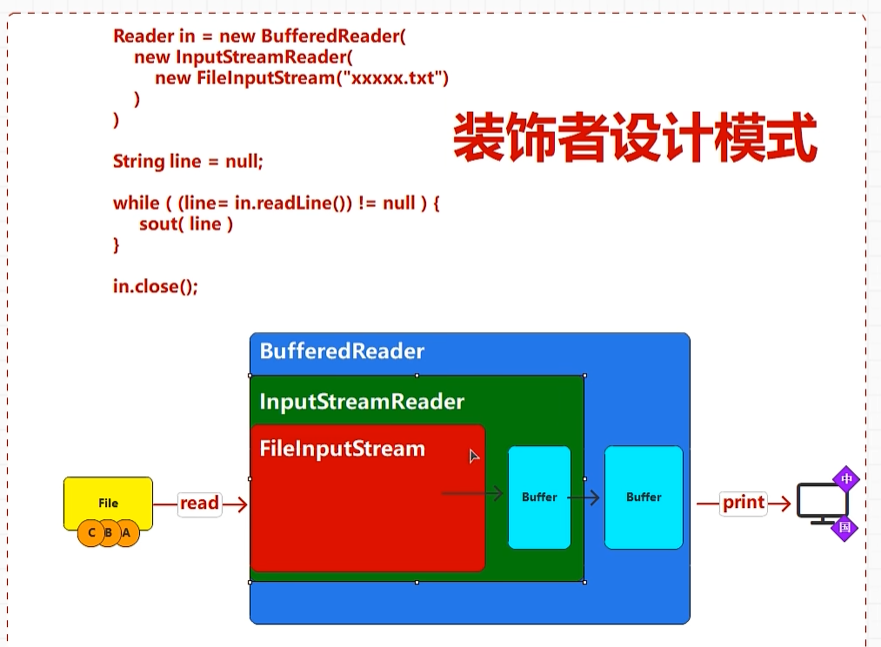 Reader in = new BufferedReader(
new InputStreamReader(
new FileInputStream("xxxxx.txt")
)
)
装饰者设计模式
String line = null;
while ( (line= in.readLine()) != null ) {
sout( line )
}
in.close();
BufferedReader
InputStreamReader
FileInputStream
File
C B A
read
Buffer
Buffer
print
中
国